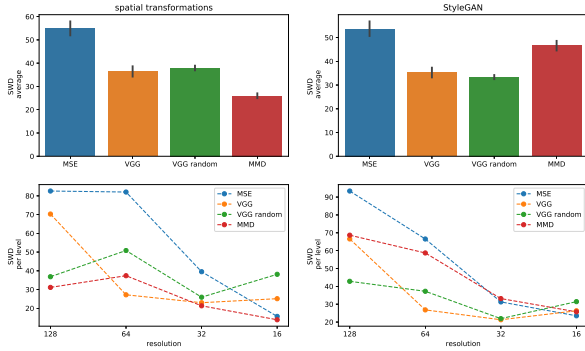 spatial transformations
StyleGAN
60
50
40
30
20
10
0
SWD
average
MSE
VGG
VGG random
MMD
50
40
30
20
10
0
SWD
average
MSE
VGG
VGG random
MMD
80
70
60
50
40
30
20
SWD
per level
MSE
VGG
VGG random
MMD
128
64
32
16
resolution
90
80
70
60
50
40
30
20
SWD
per level
MSE
VGG
VGG random
MMD
128
64
32
16
resolution